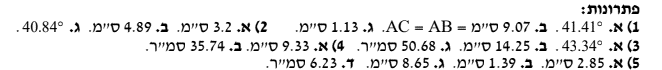 פתרונות:
1) א. 41.41°. ב. 9.07 ס״מ = AC = AB. ג. 1.13 ס״מ. 2) א. 3.2 ס״מ. ב. 4.89 ס״מ. ג. 40.84°.
3) א. 43.34°. ב. 14.25 ס״מ. ג. 50.68 סמ״ר. 4) א. 9.33 ס״מ. ב. 35.74 סמ״ר.
5) א. 2.85 ס״מ. ב. 1.39 ס״מ. ג. 8.65 ס״מ. ד. 6.23 סמ״ר.